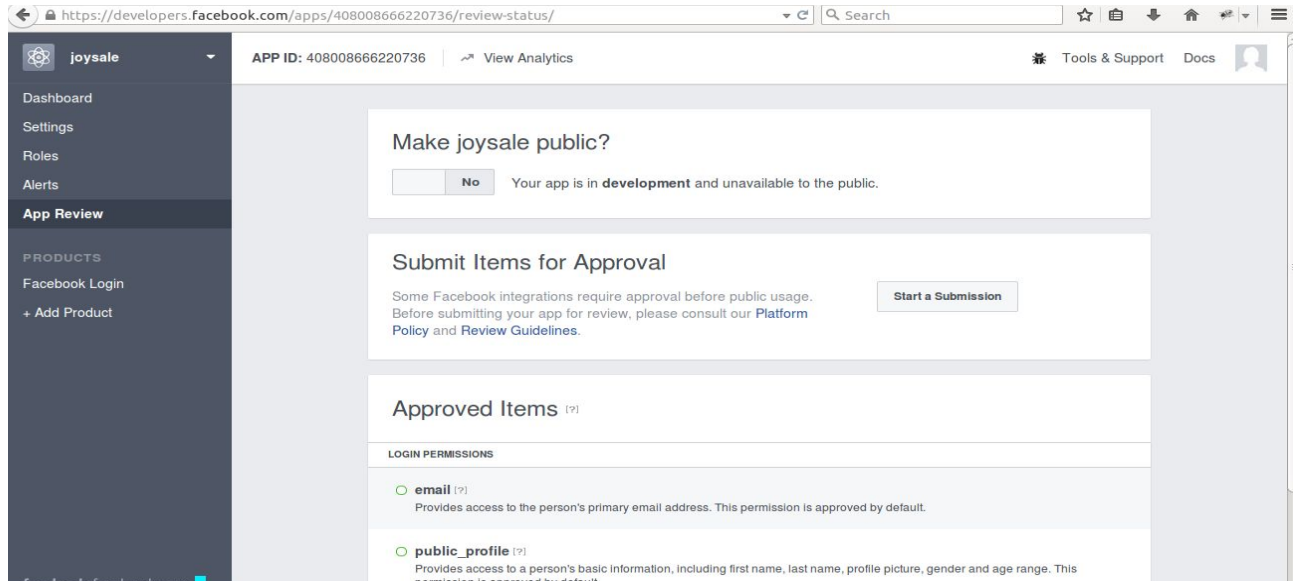 https://developers.facebook.com/apps/408008666220736/review-status/
Search
joysale
APP ID: 408008666220736
View Analytics
Tools & Support
Docs
Dashboard
Settings
Roles
Alerts
App Review
PRODUCTS
Facebook Login
+ Add Product
Make joysale public?
No
Your app is in development and unavailable to the public.
Submit Items for Approval
Some Facebook integrations require approval before public usage.
Before submitting your app for review, please consult our Platform
Policy and Review Guidelines.
Start a Submission
Approved Items [?]
LOGIN PERMISSIONS
email [?]
Provides access to the person's primary email address. This permission is approved by default.
public_profile [?]
Provides access to a person's basic information, including first name, last name, profile picture, gender and age range. This
permission is approved by default.